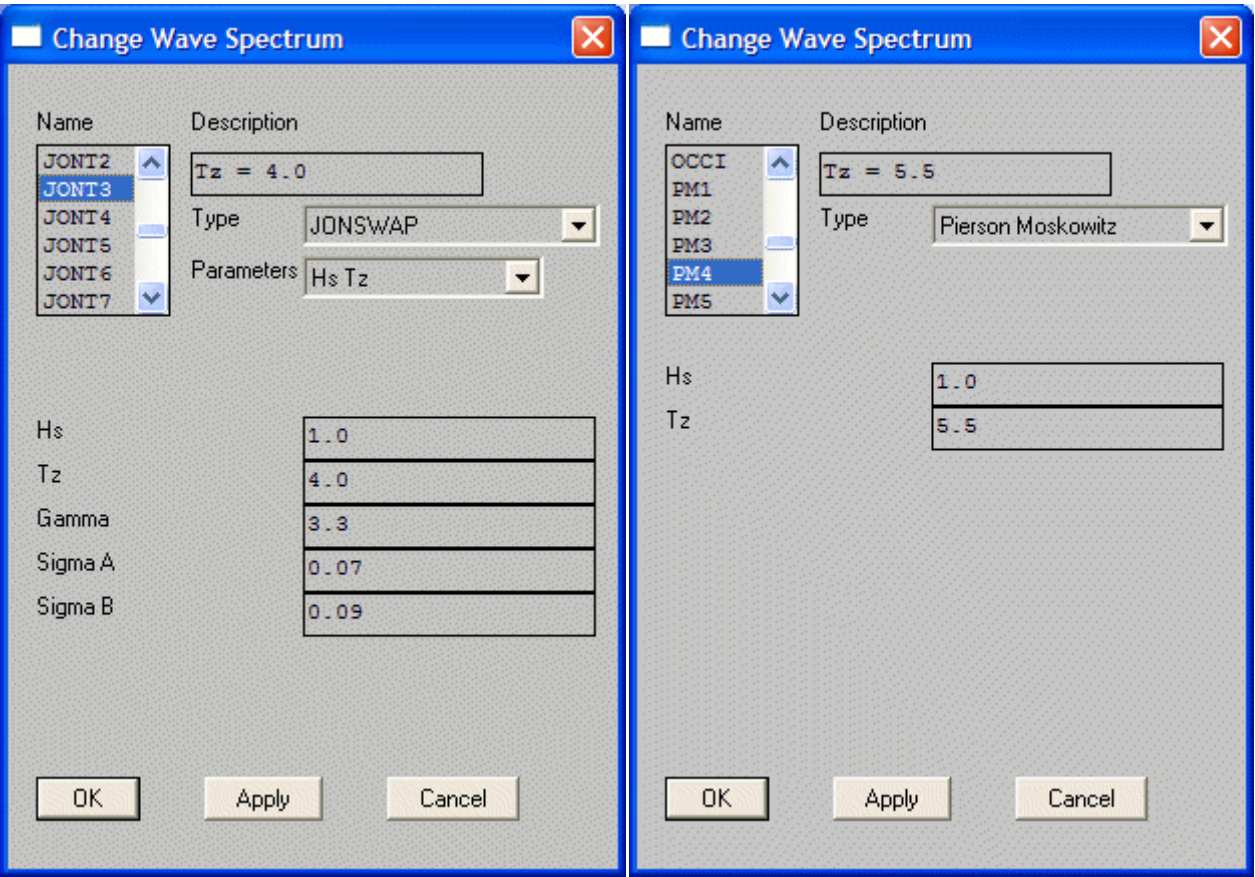 Change Wave Spectrum
Name
Description
JONT2
JONT3
JONT4
JONT5
JONT6
JONT7
Tz = 4.0
Type
JONSWAP
Parameters
Hs Tz
Hs
1.0
Tz
4.0
Gamma
3.3
Sigma A
0.07
Sigma B
0.09
OK
Apply
Cancel
Change Wave Spectrum
Name
Description
OCCI
PM1
PM2
PM3
PM4
PM5
Tz = 5.5
Type
Pierson Moskowitz
Hs
1.0
Tz
5.5
OK
Apply
Cancel